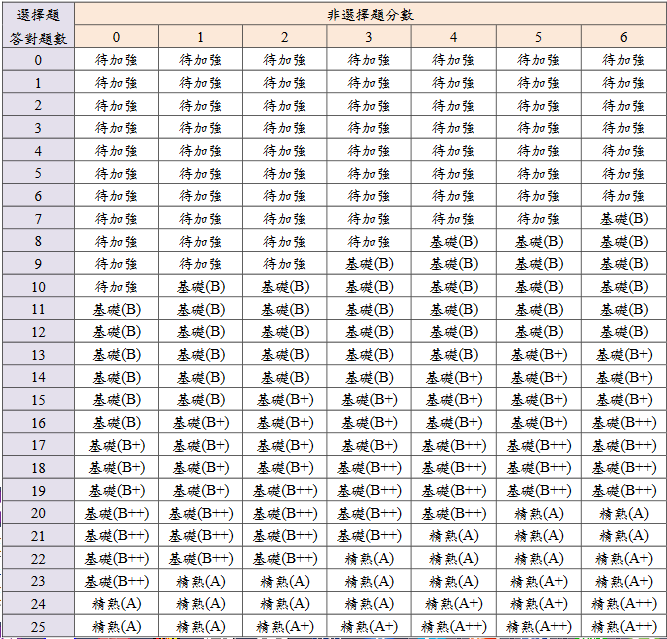 選擇題 非選擇題分數
答對題數 0 1 2 3 4 5 6
0 待加強 待加強 待加強 待加強 待加強 待加強 待加強
1 待加強 待加強 待加強 待加強 待加強 待加強 待加強
2 待加強 待加強 待加強 待加強 待加強 待加強 待加強
3 待加強 待加強 待加強 待加強 待加強 待加強 待加強
4 待加強 待加強 待加強 待加強 待加強 待加強 待加強
5 待加強 待加強 待加強 待加強 待加強 待加強 待加強
6 待加強 待加強 待加強 待加強 待加強 待加強 待加強
7 待加強 待加強 待加強 待加強 待加強 待加強 基礎(B)
8 待加強 待加強 待加強 待加強 基礎(B) 基礎(B) 基礎(B)
9 待加強 待加強 待加強 基礎(B) 基礎(B) 基礎(B) 基礎(B)
10 待加強 基礎(B) 基礎(B) 基礎(B) 基礎(B) 基礎(B) 基礎(B)
11 基礎(B) 基礎(B) 基礎(B) 基礎(B) 基礎(B) 基礎(B) 基礎(B)
12 基礎(B) 基礎(B) 基礎(B) 基礎(B) 基礎(B) 基礎(B) 基礎(B)
13 基礎(B) 基礎(B) 基礎(B) 基礎(B) 基礎(B) 基礎(B+) 基礎(B+)
14 基礎(B) 基礎(B) 基礎(B) 基礎(B) 基礎(B+) 基礎(B+) 基礎(B+)
15 基礎(B) 基礎(B) 基礎(B+) 基礎(B+) 基礎(B+) 基礎(B+) 基礎(B+)
16 基礎(B) 基礎(B+) 基礎(B+) 基礎(B+) 基礎(B+) 基礎(B+) 基礎(B++)
17 基礎(B+) 基礎(B+) 基礎(B+) 基礎(B+) 基礎(B++) 基礎(B++) 基礎(B++)
18 基礎(B+) 基礎(B+) 基礎(B+) 基礎(B++) 基礎(B++) 基礎(B++) 基礎(B++)
19 基礎(B+) 基礎(B+) 基礎(B++) 基礎(B++) 基礎(B++) 基礎(B++) 基礎(B++)
20 基礎(B++) 基礎(B++) 基礎(B++) 基礎(B++) 基礎(B++) 精熟(A) 精熟(A)
21 基礎(B++) 基礎(B++) 基礎(B++) 基礎(B++) 精熟(A) 精熟(A) 精熟(A)
22 基礎(B++) 基礎(B++) 基礎(B++) 精熟(A) 精熟(A) 精熟(A) 精熟(A+)
23 基礎(B++) 精熟(A) 精熟(A) 精熟(A) 精熟(A) 精熟(A+) 精熟(A+)
24 精熟(A) 精熟(A) 精熟(A) 精熟(A) 精熟(A+) 精熟(A+) 精熟(A++)
25 精熟(A) 精熟(A) 精熟(A+) 精熟(A+) 精熟(A++) 精熟(A++) 精熟(A++)